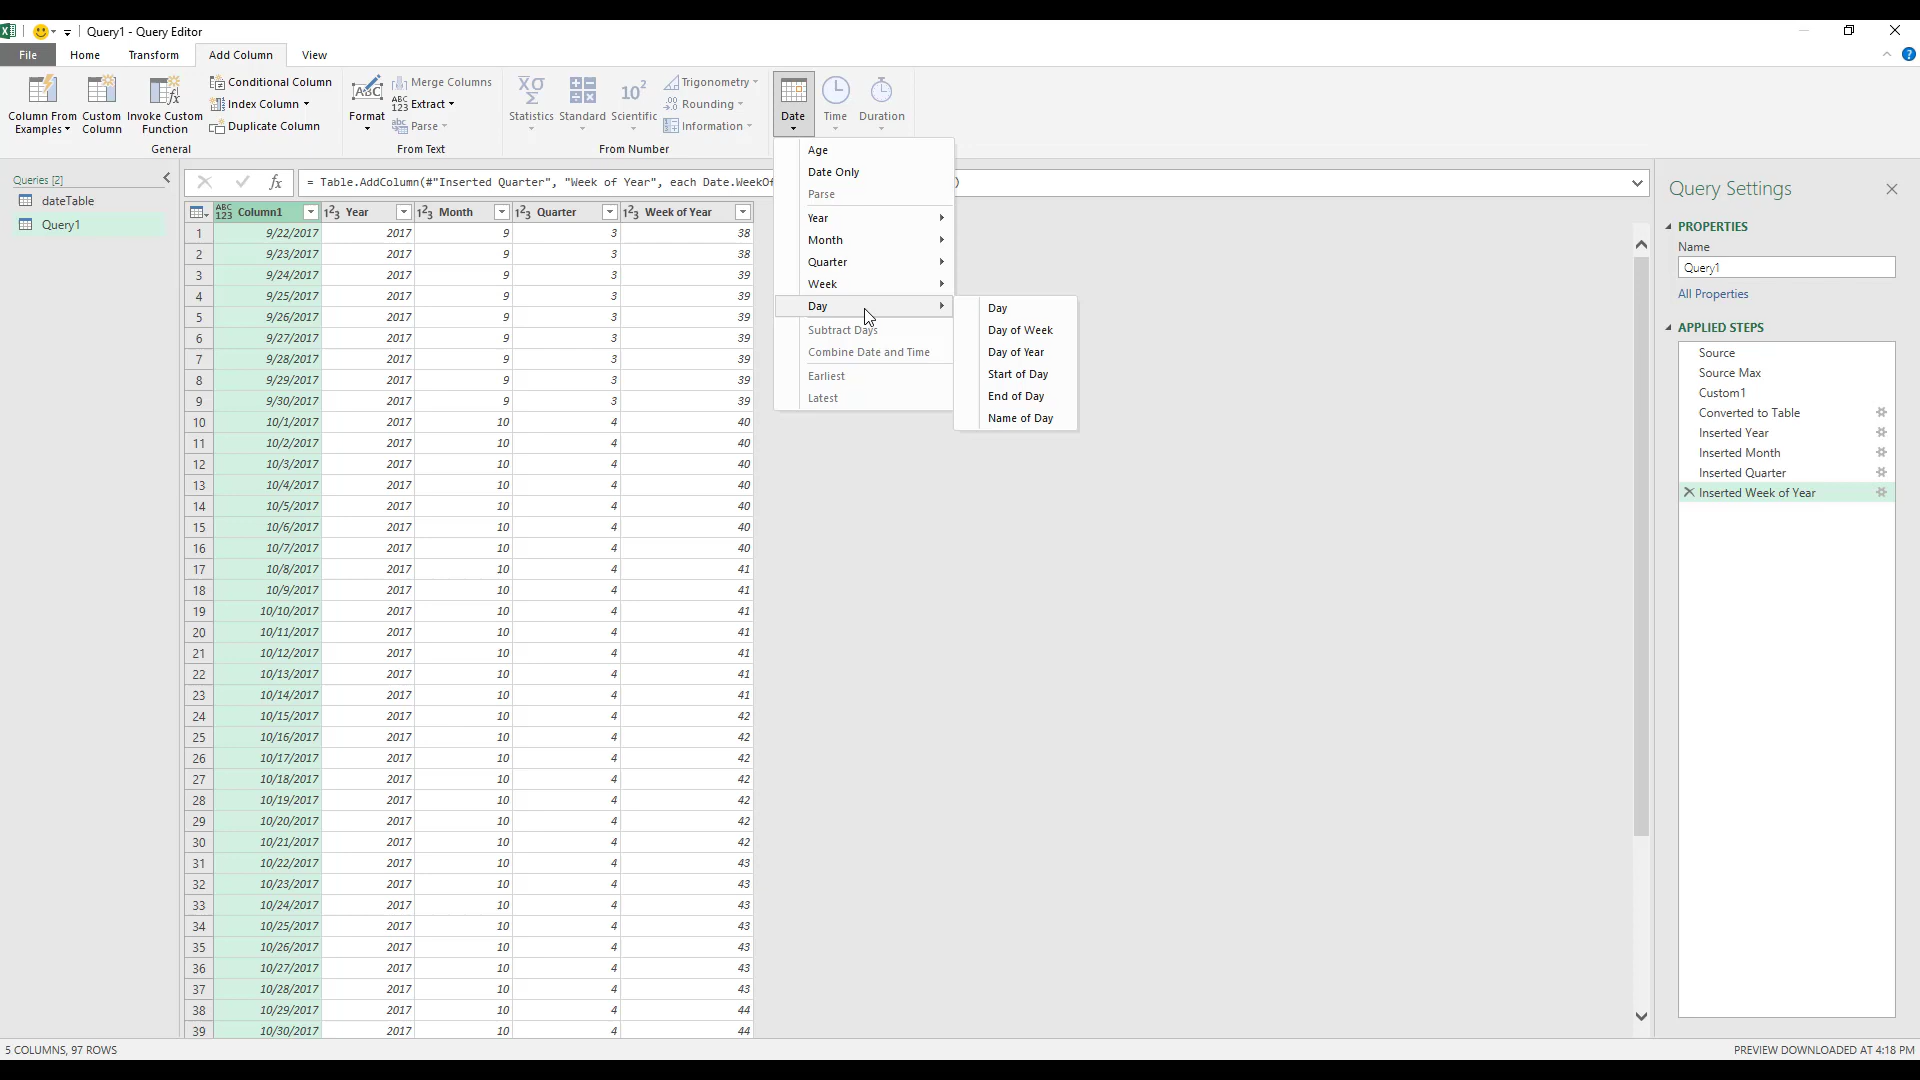 Query1 - Query Editor
File Home Transform Add Column View
Column From Examples
Custom Column
Invoke Custom Function
Conditional Column
Index Column
Duplicate Column
General
Format
Merge Columns
ABC 123 Extract
Parse
From Text
Statistics
Standard
Scientific
Trigonometry
Rounding
Information
From Number
Date
Time
Duration
Age
Date Only
Parse
Year
Month
Quarter
Week
Day
Subtract Days
Combine Date and Time
Earliest
Latest
Day
Day of Week
Day of Year
Start of Day
End of Day
Name of Day
Queries [2]
dateTable
Query1
fx = Table.AddColumn(#"Inserted Quarter", "Week of Year", each Date.WeekOf )
ABC 123 Column1 123 Year 123 Month 123 Quarter 123 Week of Year
1 9/22/2017 2017 9 3 38
2 9/23/2017 2017 9 3 38
3 9/24/2017 2017 9 3 39
4 9/25/2017 2017 9 3 39
5 9/26/2017 2017 9 3 39
6 9/27/2017 2017 9 3 39
7 9/28/2017 2017 9 3 39
8 9/29/2017 2017 9 3 39
9 9/30/2017 2017 9 3 39
10 10/1/2017 2017 10 4 40
11 10/2/2017 2017 10 4 40
12 10/3/2017 2017 10 4 40
13 10/4/2017 2017 10 4 40
14 10/5/2017 2017 10 4 40
15 10/6/2017 2017 10 4 40
16 10/7/2017 2017 10 4 40
17 10/8/2017 2017 10 4 41
18 10/9/2017 2017 10 4 41
19 10/10/2017 2017 10 4 41
20 10/11/2017 2017 10 4 41
21 10/12/2017 2017 10 4 41
22 10/13/2017 2017 10 4 41
23 10/14/2017 2017 10 4 41
24 10/15/2017 2017 10 4 42
25 10/16/2017 2017 10 4 42
26 10/17/2017 2017 10 4 42
27 10/18/2017 2017 10 4 42
28 10/19/2017 2017 10 4 42
29 10/20/2017 2017 10 4 42
30 10/21/2017 2017 10 4 42
31 10/22/2017 2017 10 4 43
32 10/23/2017 2017 10 4 43
33 10/24/2017 2017 10 4 43
34 10/25/2017 2017 10 4 43
35 10/26/2017 2017 10 4 43
36 10/27/2017 2017 10 4 43
37 10/28/2017 2017 10 4 43
38 10/29/2017 2017 10 4 44
39 10/30/2017 2017 10 4 44
Query Settings
PROPERTIES
Name
Query1
All Properties
APPLIED STEPS
Source
Source Max
Custom1
Converted to Table
Inserted Year
Inserted Month
Inserted Quarter
Inserted Week of Year
5 COLUMNS, 97 ROWS
PREVIEW DOWNLOADED AT 4:18 PM